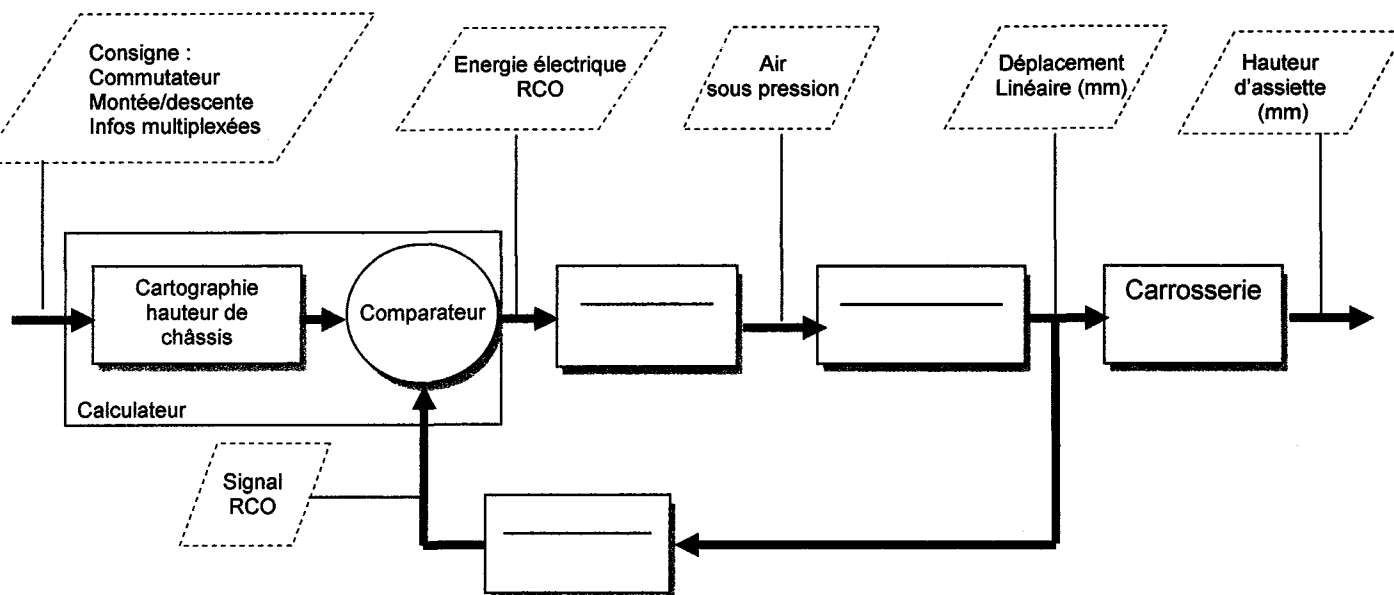 Consigne :
Commutateur
Montée/descente
Infos multiplexées
Energie électrique
RCO
Air
sous pression
Déplacement
Linéaire (mm)
Hauteur
d'assiette
(mm)
Cartographie
hauteur de
châssis
Comparateur
Carrosserie
Calculateur
Signal
RCO